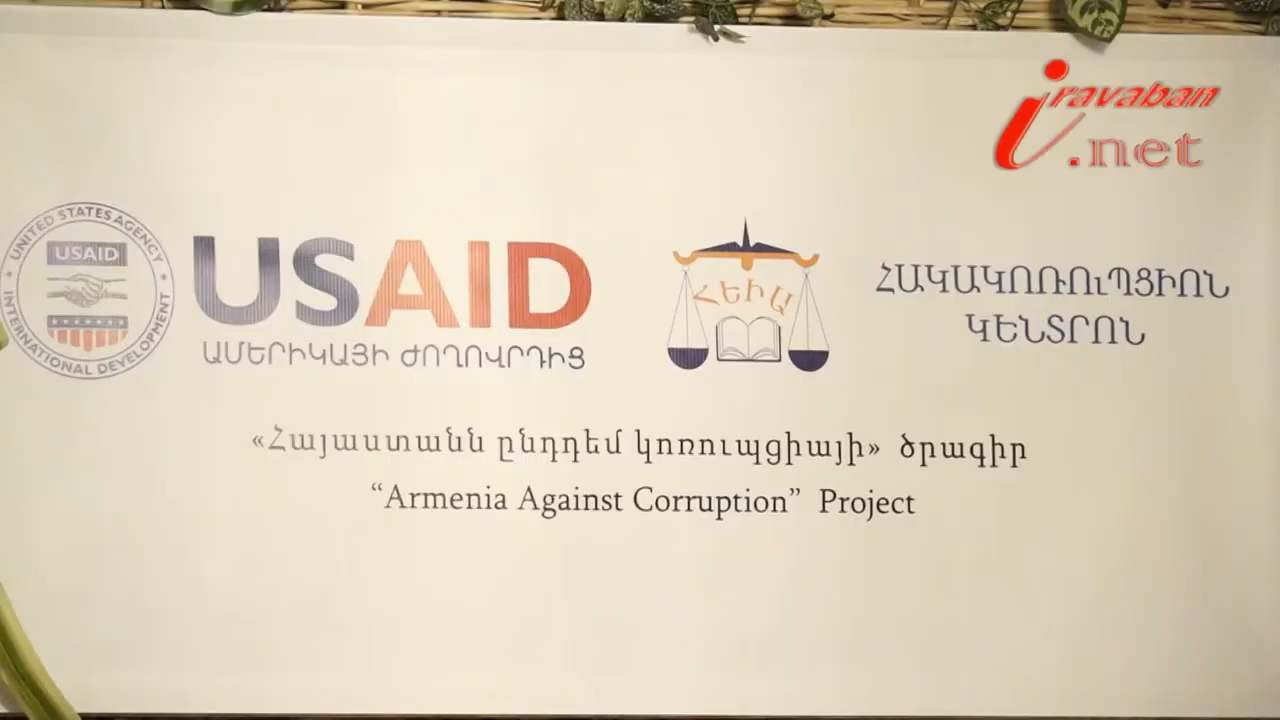 iravaban
.net
UNITED STATES AGENCY
INTERNATIONAL DEVELOPMENT
USAID
USAID
ԱՄԵՐԻԿԱՅԻ ԺՈՂՈՎՐԴԻՑ
ՀԵԻԱ
ՀԱԿԱԿՈՌՈւՊՑԻՈՆ
ԿԵՆՏՐՈՆ
«Հայաստանն ընդդեմ կոռուպցիայի» ծրագիր
“Armenia Against Corruption” Project